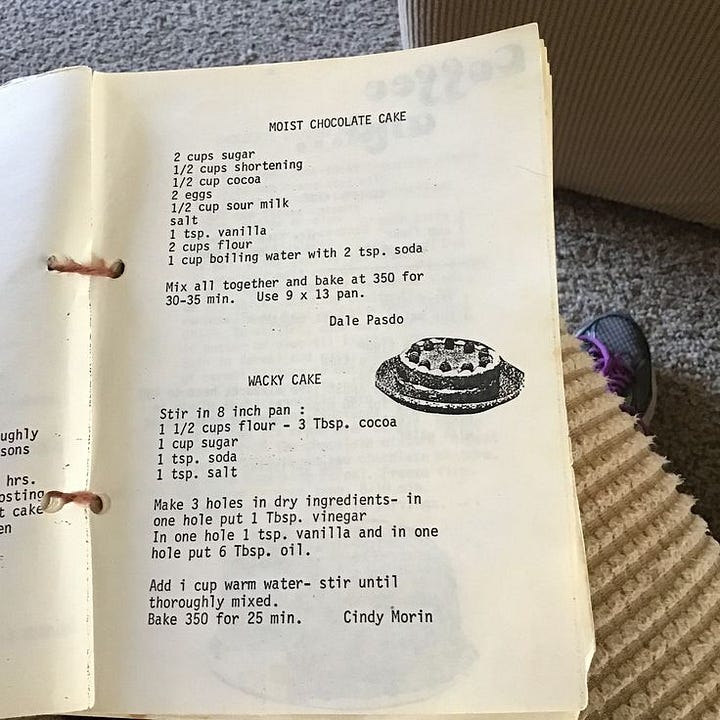 ughly
sons
hrs.
osting
t cake
en
MOIST CHOCOLATE CAKE
2 cups sugar
1/2 cups shortening
1/2 cup cocoa
2 eggs
1/2 cup sour milk
salt
1 tsp. vanilla
2 cups flour
1 cup boiling water with 2 tsp. soda
Mix all together and bake at 350 for
30-35 min. Use 9 x 13 pan.
Dale Pasdo
WACKY CAKE
Stir in 8 inch pan :
1 1/2 cups flour - 3 Tbsp. cocoa
1 cup sugar
1 tsp. soda
1 tsp. salt
Make 3 holes in dry ingredients- in
one hole put 1 Tbsp. vinegar
In one hole 1 tsp. vanilla and in one
hole put 6 Tbsp. oil.
Add i cup warm water- stir until
thoroughly mixed.
Bake 350 for 25 min. Cindy Morin